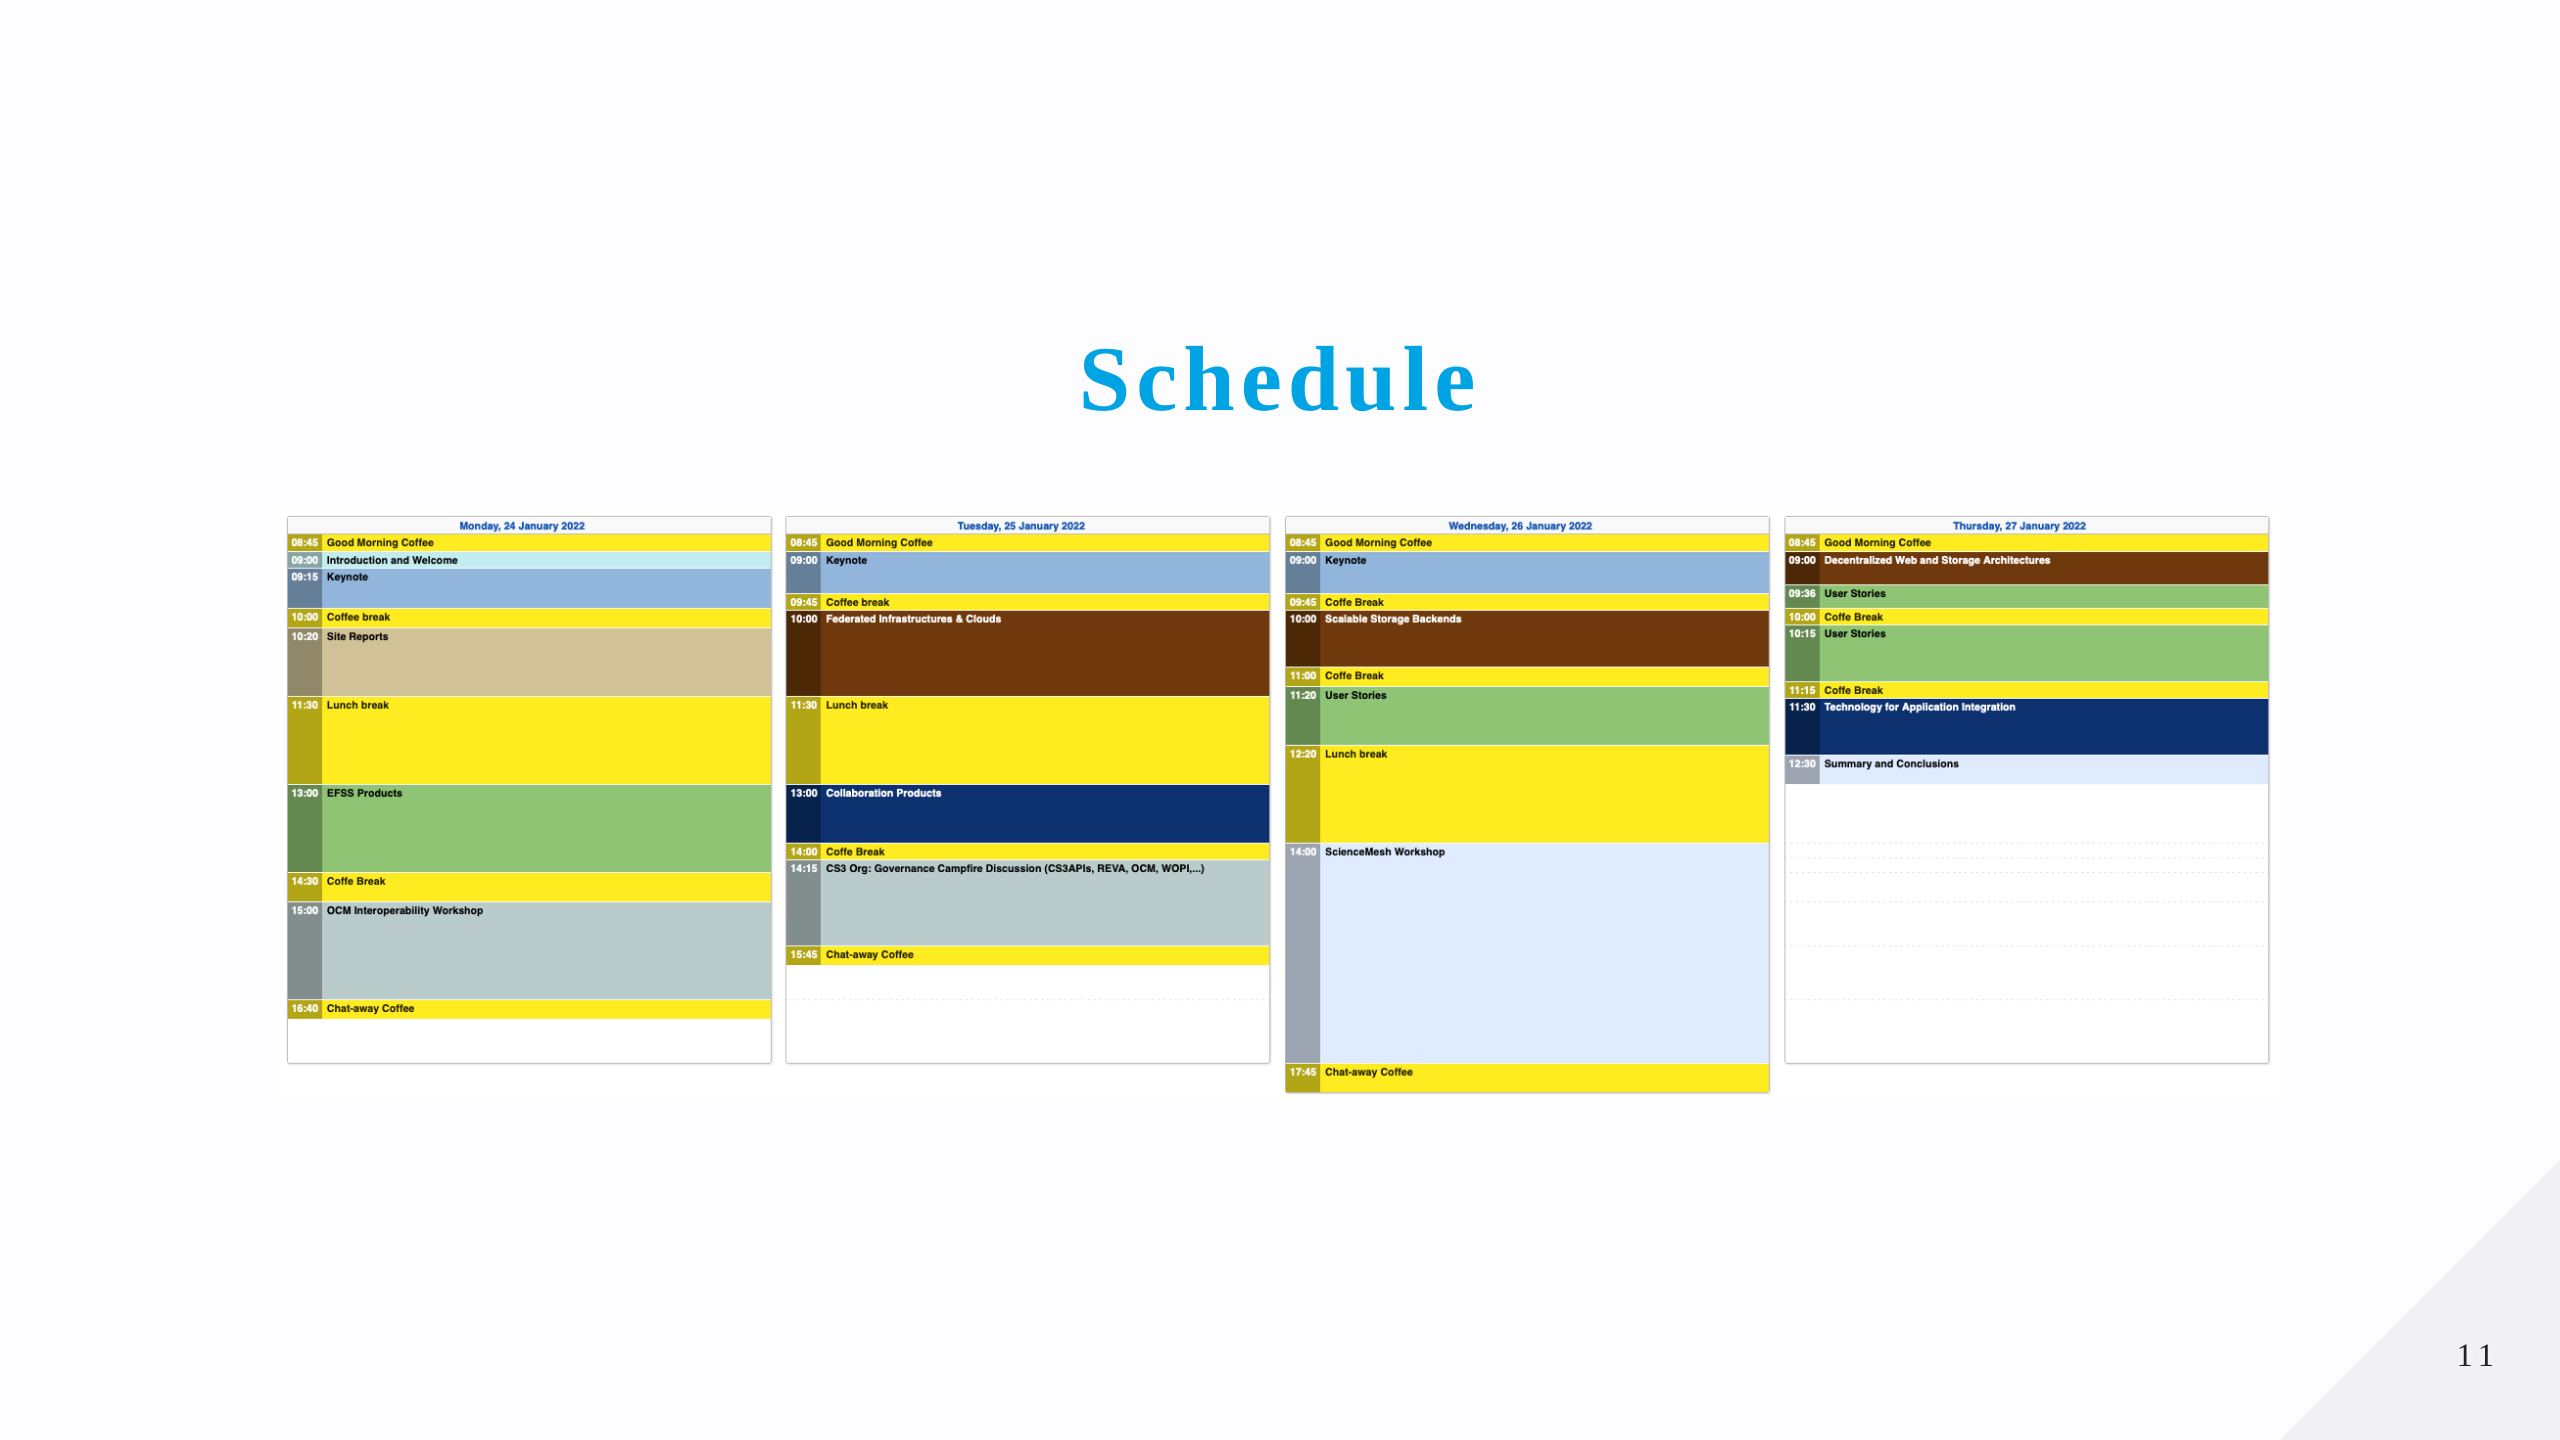 Schedule
Monday, 24 January 2022
08:45 Good Morning Coffee
09:00 Introduction and Welcome
09:15 Keynote
10:00 Coffee break
10:20 Site Reports
11:30 Lunch break
13:00 EFSS Products
14:30 Coffe Break
15:00 OCM Interoperability Workshop
16:40 Chat-away Coffee
Tuesday, 25 January 2022
08:45 Good Morning Coffee
09:00 Keynote
09:45 Coffee break
10:00 Federated Infrastructures & Clouds
11:30 Lunch break
13:00 Collaboration Products
14:00 Coffe Break
14:15 CS3 Org: Governance Campfire Discussion (CS3APIs, REVA, OCM, WOPI,...)
15:45 Chat-away Coffee
Wednesday, 26 January 2022
08:45 Good Morning Coffee
09:00 Keynote
09:45 Coffe Break
10:00 Scalable Storage Backends
11:00 Coffe Break
11:20 User Stories
12:20 Lunch break
14:00 ScienceMesh Workshop
17:45 Chat-away Coffee
Thursday, 27 January 2022
08:45 Good Morning Coffee
09:00 Decentralized Web and Storage Architectures
09:36 User Stories
10:00 Coffe Break
10:15 User Stories
11:15 Coffe Break
11:30 Technology for Application Integration
12:30 Summary and Conclusions
11